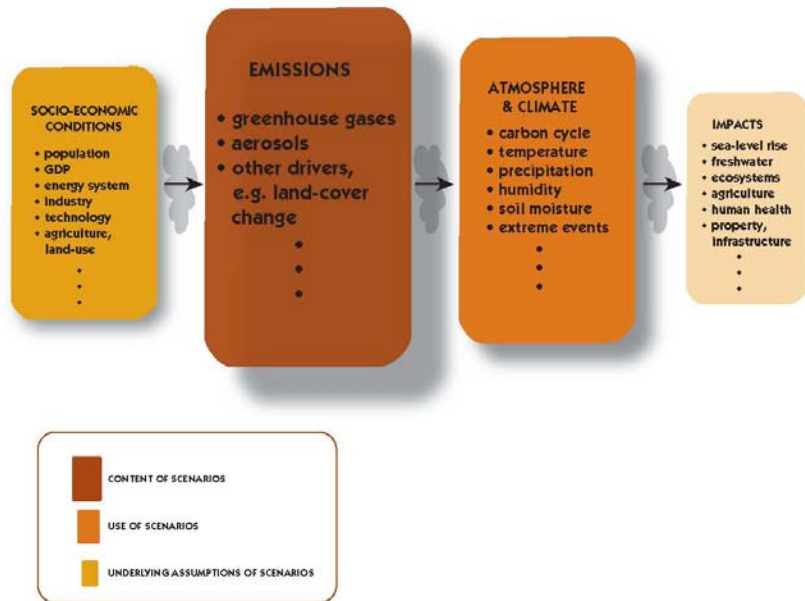 SOCIO-ECONOMIC
CONDITIONS
• population
• GDP
• energy system
• industry
• technology
• agriculture,
land-use
•
•
•
EMISSIONS
• greenhouse gases
• aerosols
• other drivers,
e.g. land-cover
change
•
•
•
ATMOSPHERE
& CLIMATE
• carbon cycle
• temperature
• precipitation
• humidity
• soil moisture
• extreme events
•
•
•
IMPACTS
• sea-level rise
• freshwater
• ecosystems
• agriculture
• human health
• property,
infrastructure
•
•
•
CONTENT OF SCENARIOS
USE OF SCENARIOS
UNDERLYING ASSUMPTIONS OF SCENARIOS